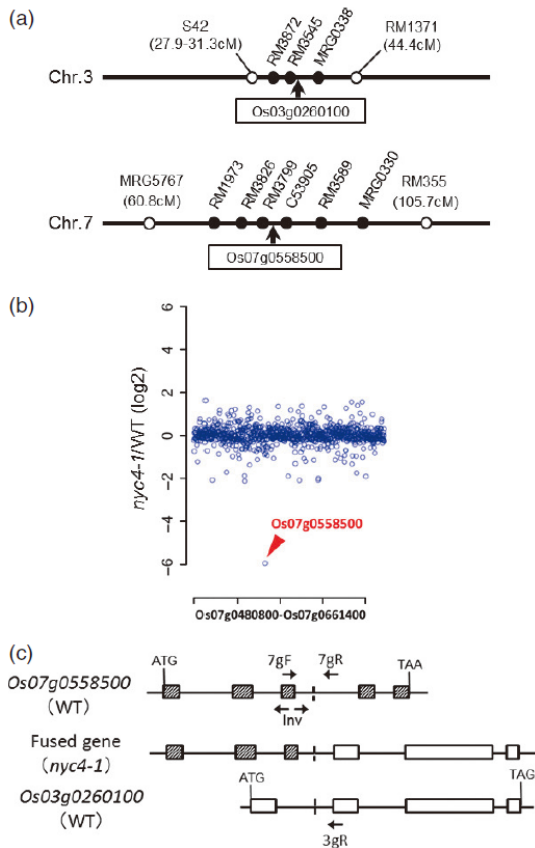 (a)
S42
(27.9-31.3cM)
RM3872
RM3545
MRG0338
RM1371
(44.4cM)
Chr.3
Os03g0260100
MRG5767
(60.8cM)
RM1973
RM3826
RM3799
C53905
RM3589
MRG0330
RM355
(105.7cM)
Chr.7
Os07g0558500
(b)
nyc4-1/WT (log2)
6
4
2
0
−2
−4
−6
Os07g0558500
Os07g0480800-Os07g0661400
(c)
ATG
7gF
7gR
TAA
Os07g0558500
(WT)
Inv
Fused gene
(nyc4-1)
ATG
TAG
Os03g0260100
(WT)
3gR